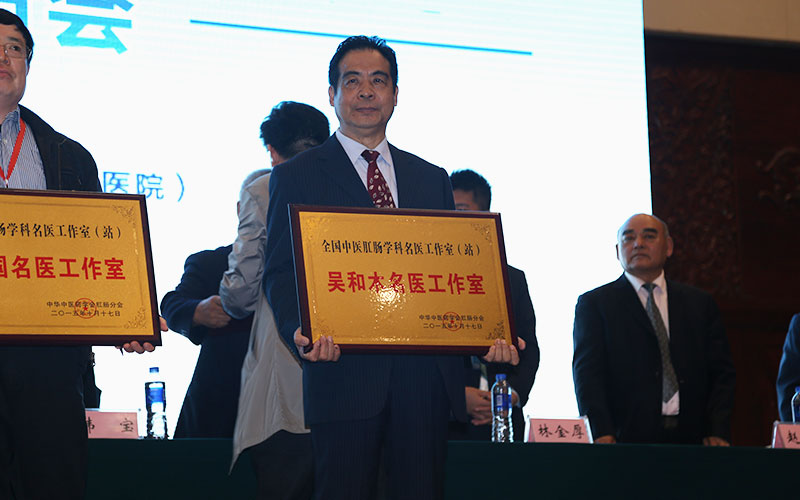 会
医院）
肠学科名医工作室（站）
国名医工作室
中华中医药学会肛肠分会
二〇一五年十月十七日
全国中医肛肠学科名医工作室（站）
吴和木名医工作室
中华中医药学会肛肠分会
二〇一五年十月十七日
宝
林金厚
赵